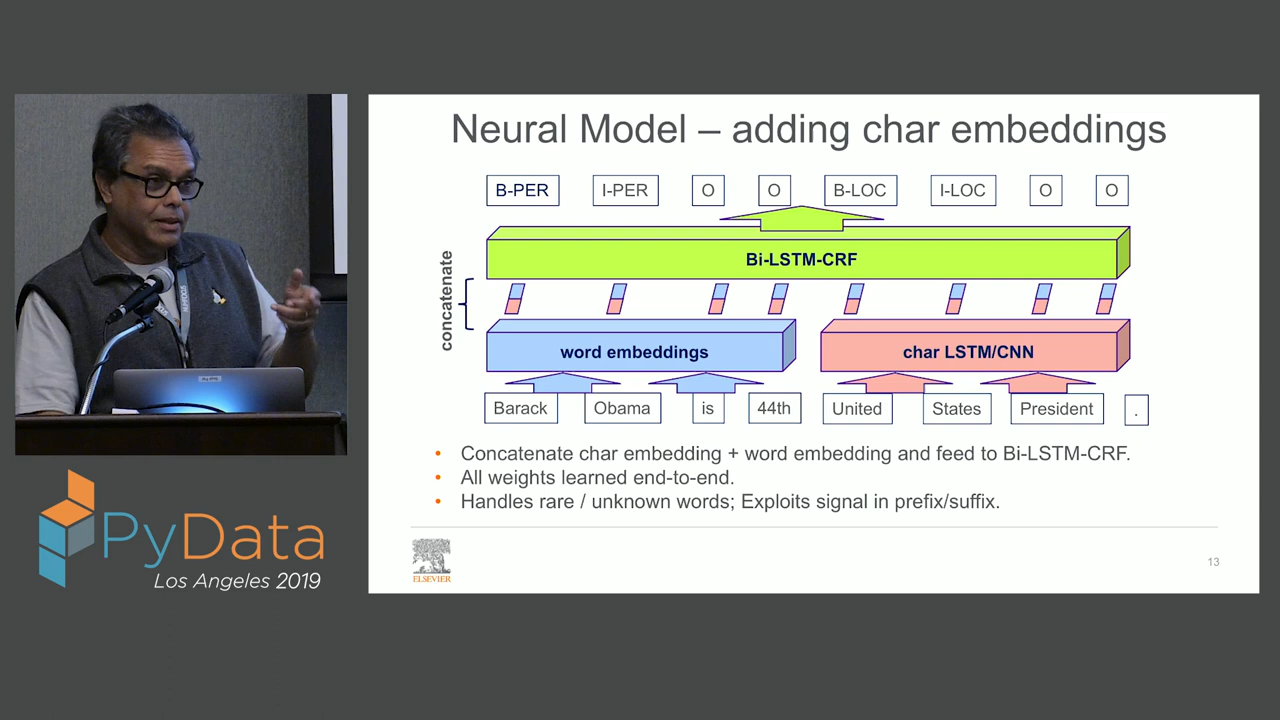 Neural Model – adding char embeddings
B-PER I-PER O O B-LOC I-LOC O O
Bi-LSTM-CRF
concatenate
word embeddings char LSTM/CNN
Barack Obama is 44th United States President .
• Concatenate char embedding + word embedding and feed to Bi-LSTM-CRF.
• All weights learned end-to-end.
• Handles rare / unknown words; Exploits signal in prefix/suffix.
ELSEVIER
13
PyData
Los Angeles 2019